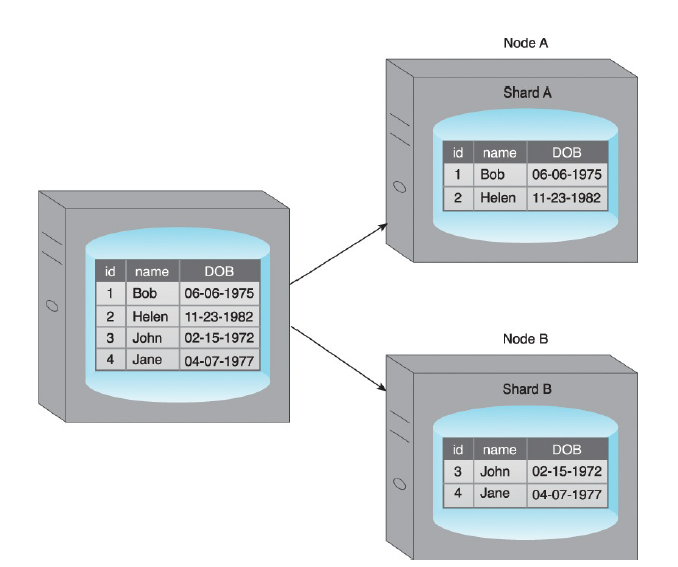 Node A
Shard A
id name DOB
1 Bob 06-06-1975
2 Helen 11-23-1982
id name DOB
1 Bob 06-06-1975
2 Helen 11-23-1982
3 John 02-15-1972
4 Jane 04-07-1977
Node B
Shard B
id name DOB
3 John 02-15-1972
4 Jane 04-07-1977